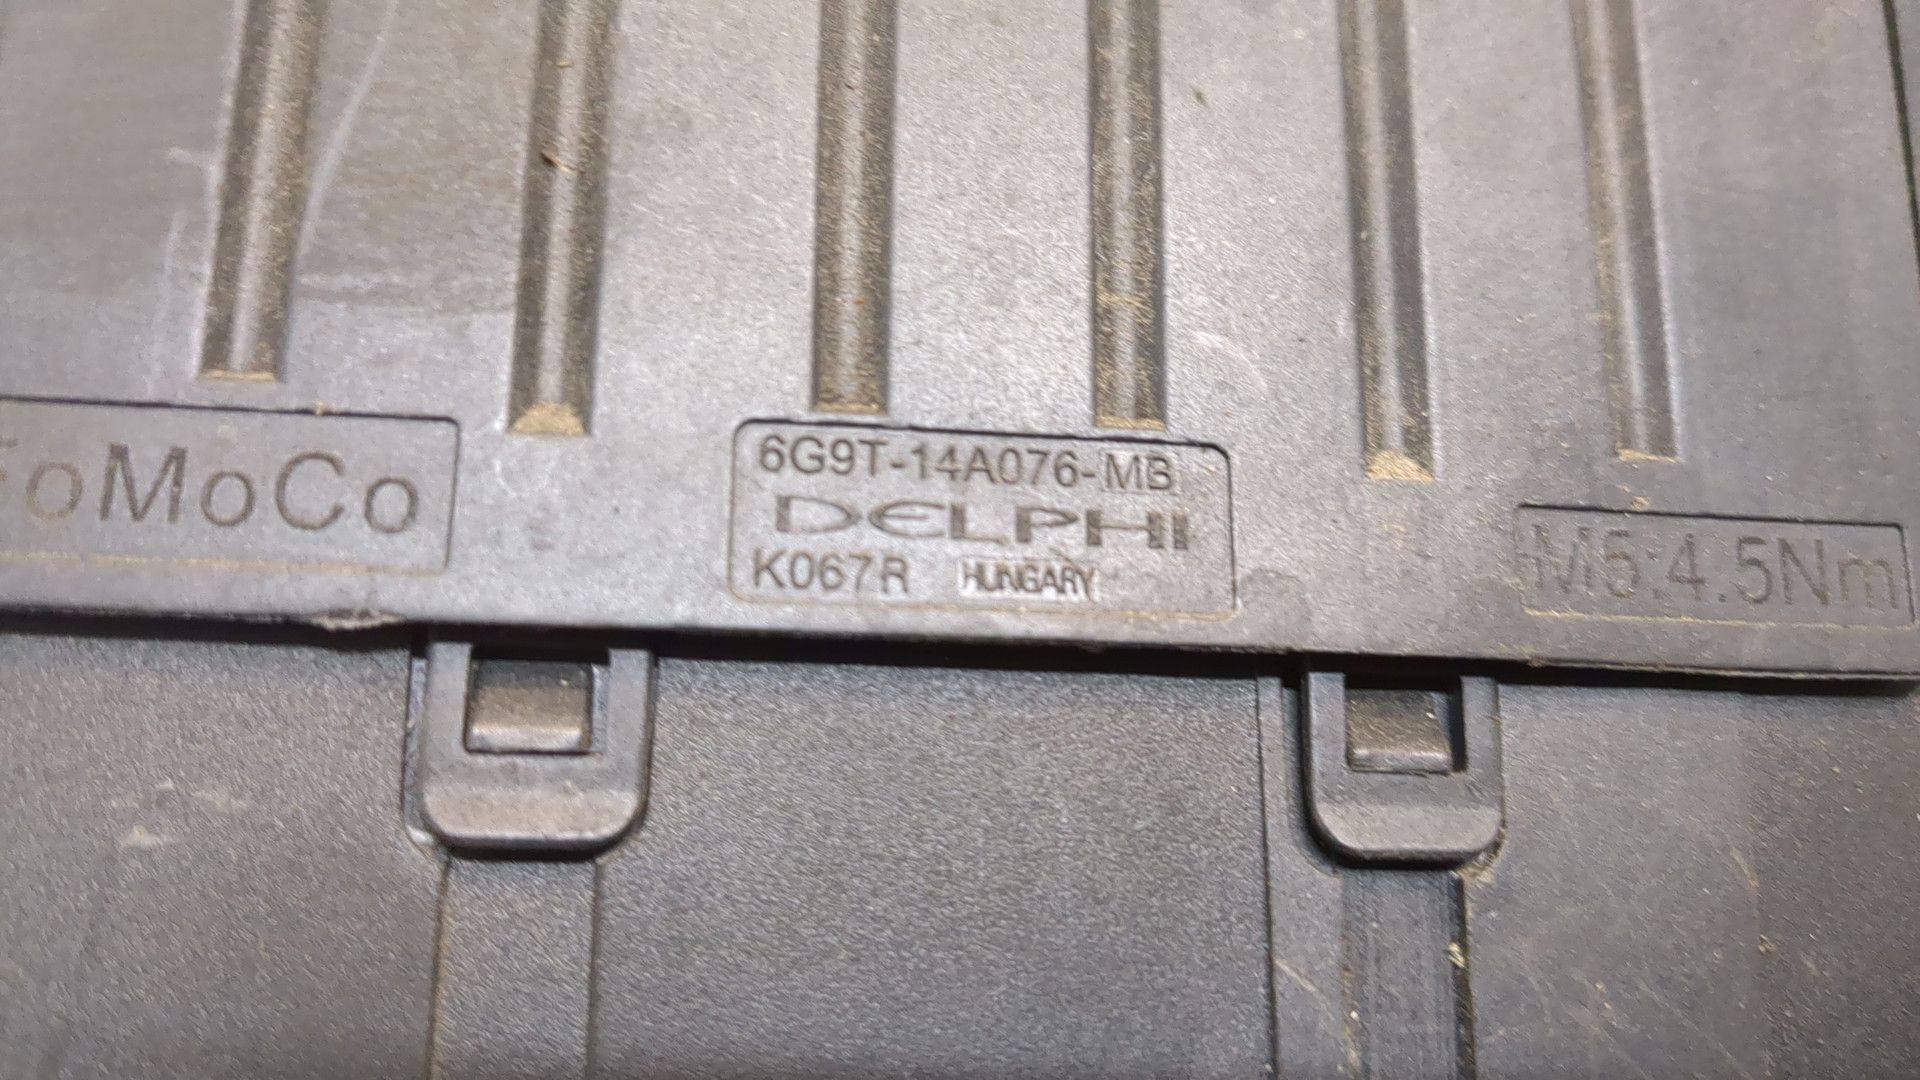 FoMoCo
6G9T-14A076-MB
DELPHI
K067R HUNGARY
M5:4.5Nm